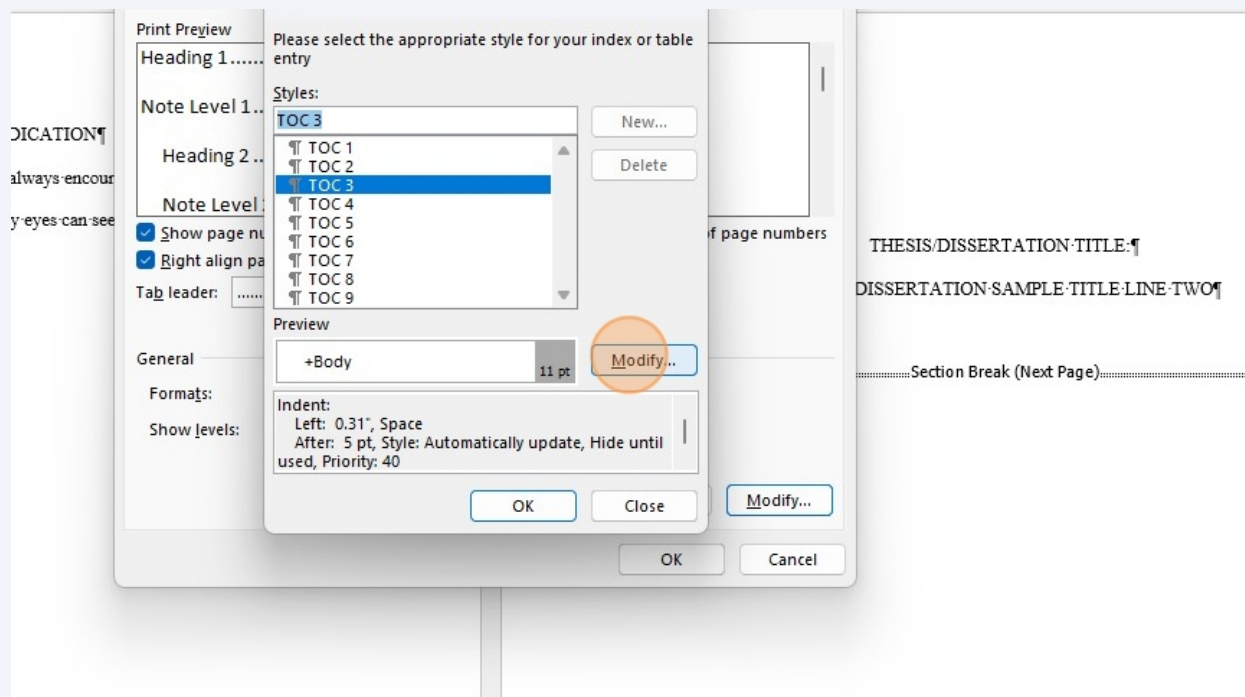 Print Preview
Heading 1......
Note Level 1..
Heading 2 ..
Note Level
Show page nu
f page numbers
Right align pa
Tab leader: ......
General
Formats:
Show levels:
Modify...
OK
Cancel
Please select the appropriate style for your index or table
entry
Styles:
TOC 3
New...
Delete
¶ TOC 1
¶ TOC 2
¶ TOC 3
¶ TOC 4
¶ TOC 5
¶ TOC 6
¶ TOC 7
¶ TOC 8
¶ TOC 9
Preview
+Body
11 pt
Modify...
Indent:
Left: 0.31", Space
After: 5 pt, Style: Automatically update, Hide until
used, Priority: 40
OK
Close
DICATION¶
always·encour
y·eyes·can·see
THESIS/DISSERTATION·TITLE:¶
DISSERTATION·SAMPLE·TITLE·LINE·TWO¶
Section Break (Next Page)